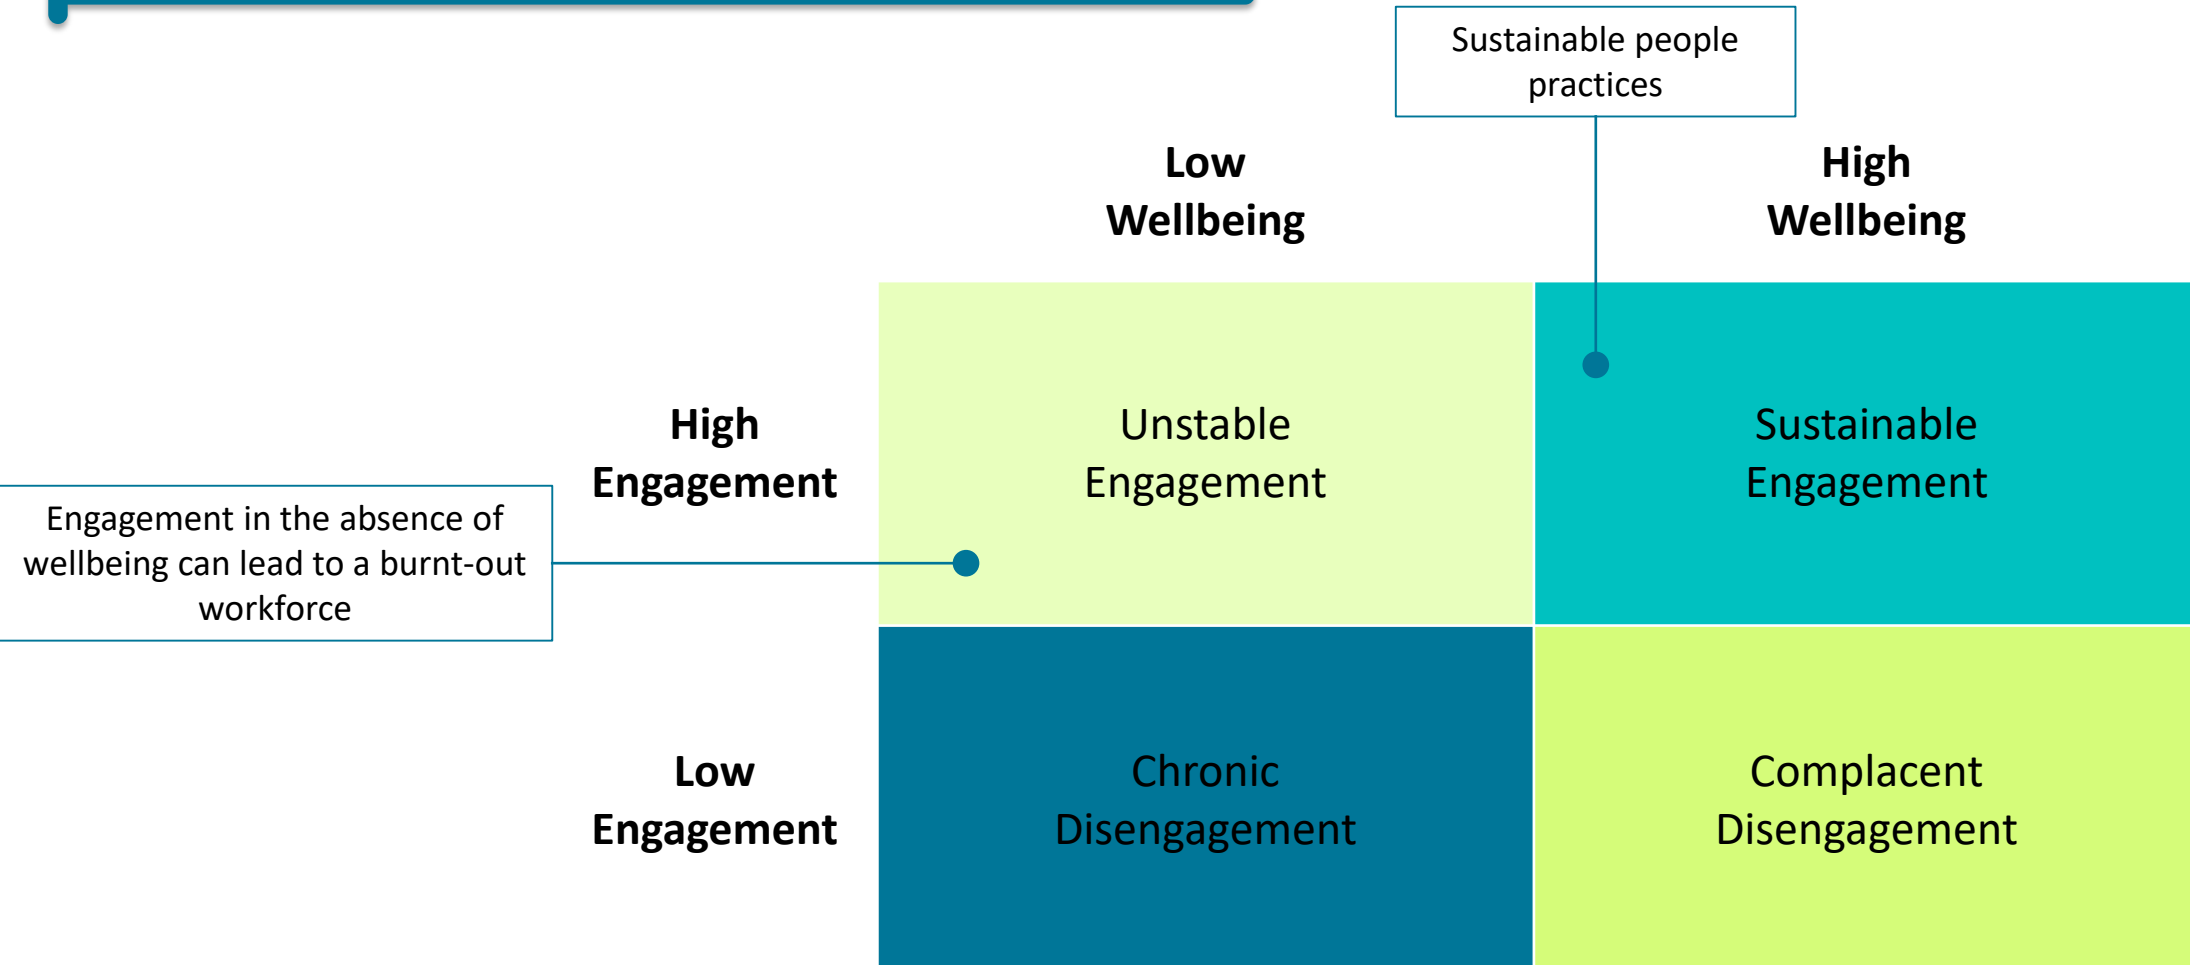 Sustainable people
practices
Low
Wellbeing
High
Wellbeing
High
Engagement
Unstable
Engagement
Sustainable
Engagement
Engagement in the absence of
wellbeing can lead to a burnt-out
workforce
Low
Engagement
Chronic
Disengagement
Complacent
Disengagement